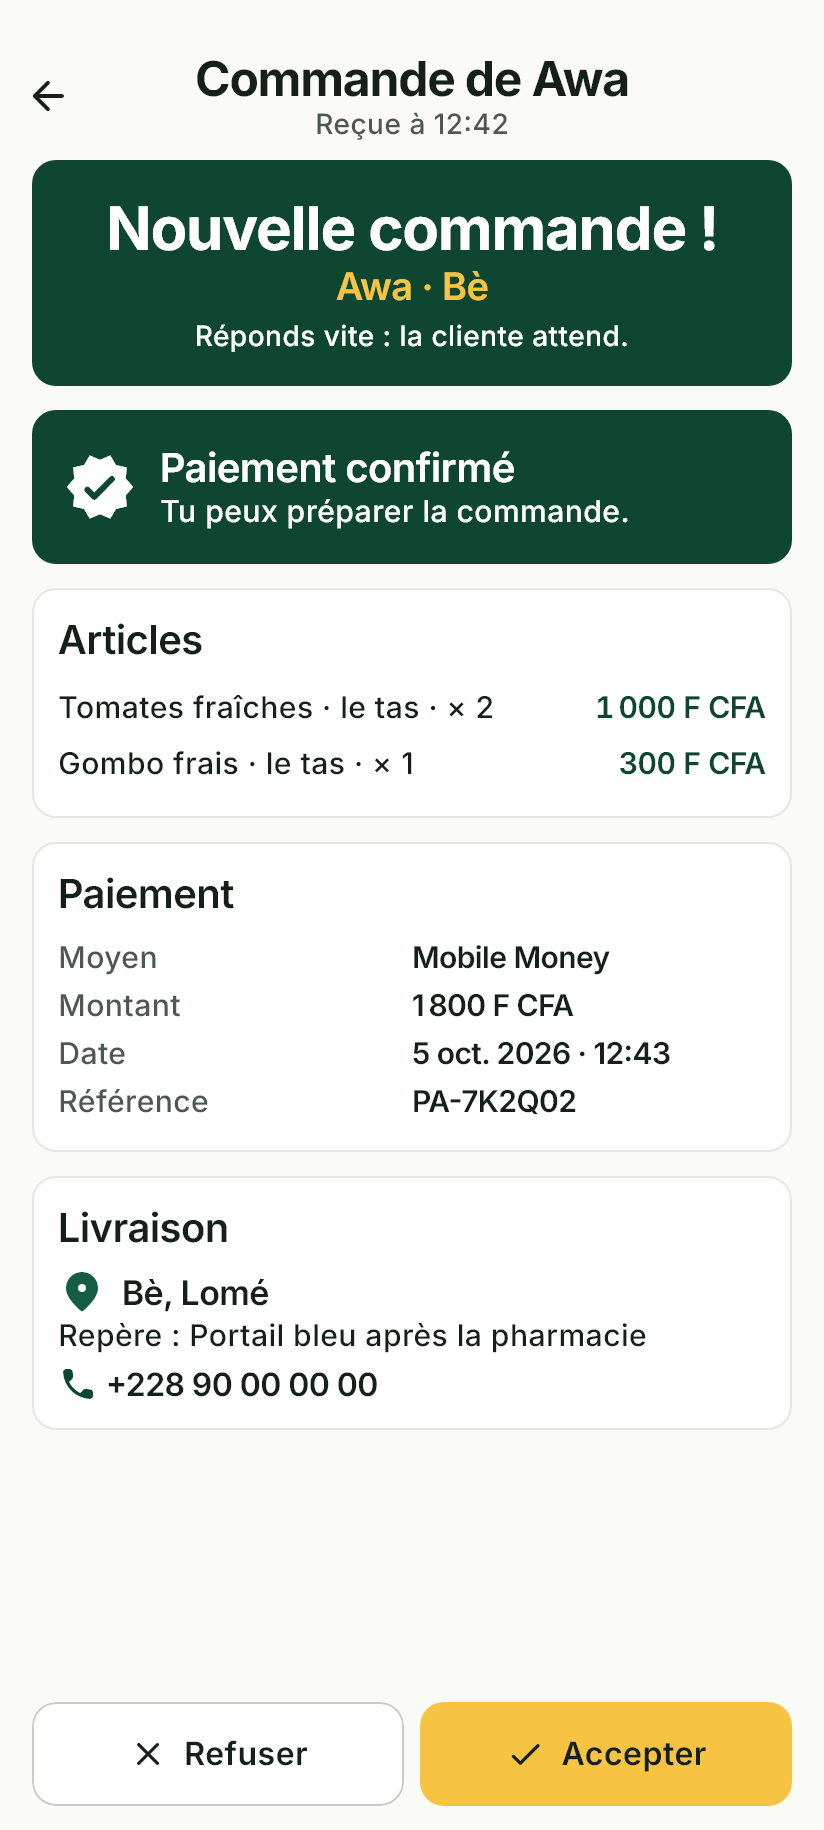 Commande de Awa
Reçue à 12:42
Nouvelle commande !
Awa · Bè
Réponds vite : la cliente attend.
Paiement confirmé
Tu peux préparer la commande.
Articles
Tomates fraîches · le tas · × 2 1 000 F CFA
Gombo frais · le tas · × 1 300 F CFA
Paiement
Moyen Mobile Money
Montant 1 800 F CFA
Date 5 oct. 2026 · 12:43
Référence PA-7K2Q02
Livraison
Bè, Lomé
Repère : Portail bleu après la pharmacie
+228 90 00 00 00
Refuser Accepter